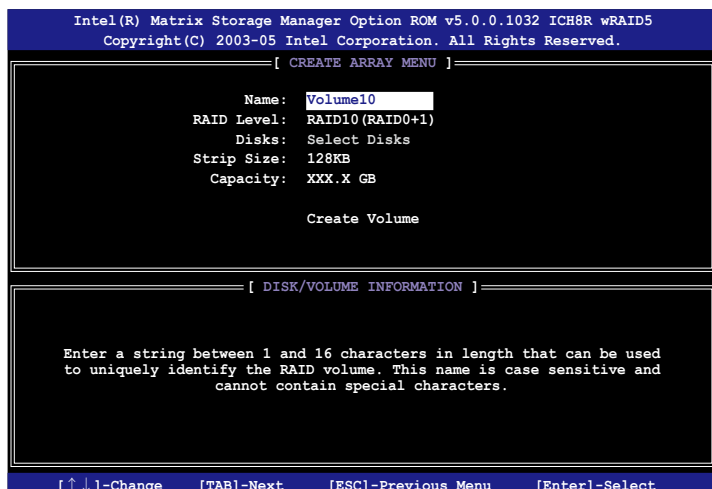 Intel(R) Matrix Storage Manager Option ROM v5.0.0.1032 ICH8R wRAID5
Copyright(C) 2003-05 Intel Corporation. All Rights Reserved.
[ CREATE ARRAY MENU ]
Name: Volume10
RAID Level: RAID10(RAID0+1)
Disks: Select Disks
Strip Size: 128KB
Capacity: XXX.X GB
Create Volume
[ DISK/VOLUME INFORMATION ]
Enter a string between 1 and 16 characters in length that can be used
to uniquely identify the RAID volume. This name is case sensitive and
cannot contain special characters.
[↑↓]-Change [TAB]-Next [ESC]-Previous Menu [Enter]-Select